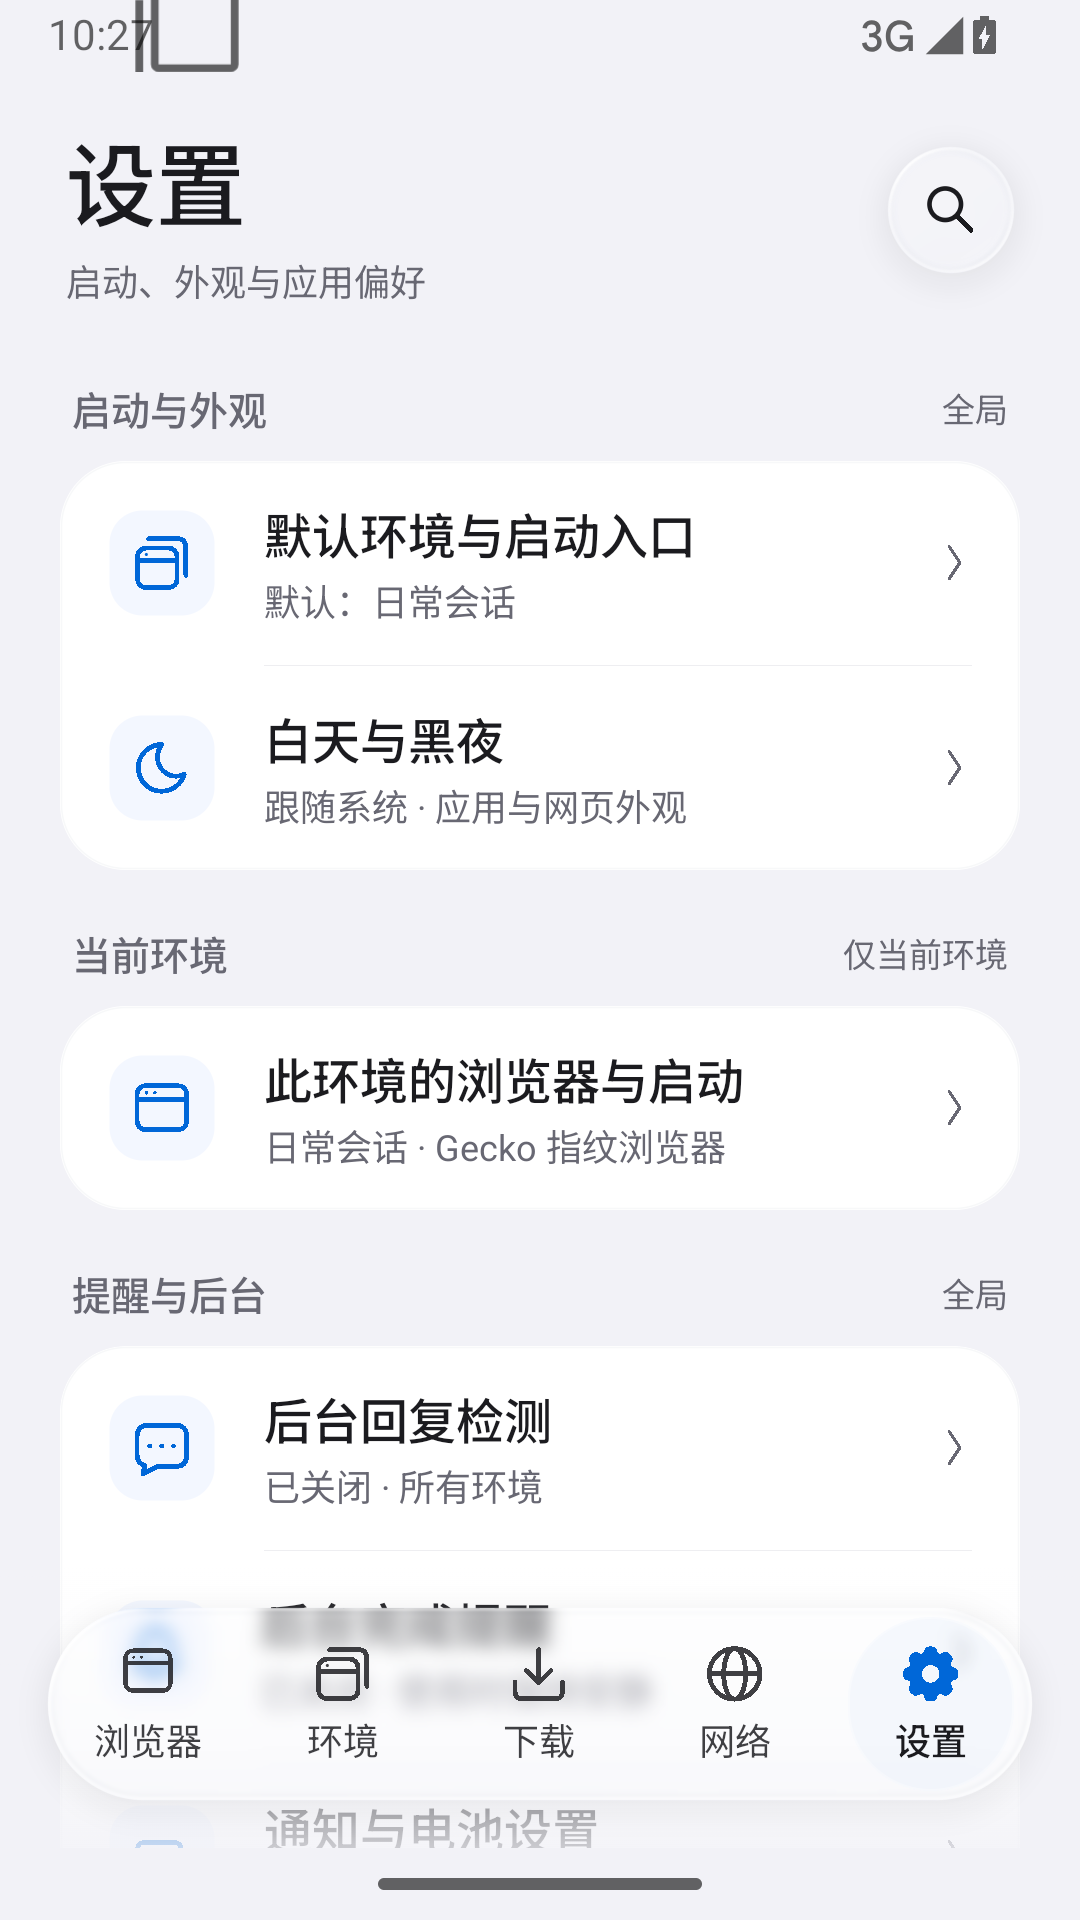 10:27
3G
设置
启动、外观与应用偏好
启动与外观
全局
默认环境与启动入口
默认：日常会话
白天与黑夜
跟随系统 · 应用与网页外观
当前环境
仅当前环境
此环境的浏览器与启动
日常会话 · Gecko 指纹浏览器
提醒与后台
全局
后台回复检测
已关闭 · 所有环境
浏览器
环境
下载
网络
设置
通知与电池设置